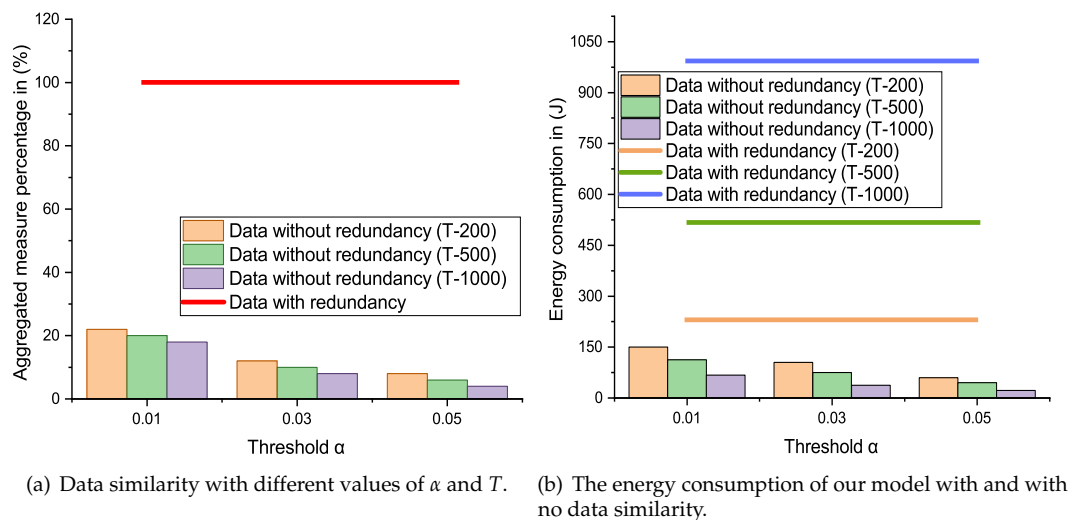 (a)
120
100
80
60
40
20
0
Aggregated measure percentage in (%)
Data without redundancy (T-200)
Data without redundancy (T-500)
Data without redundancy (T-1000)
Data with redundancy
0.01 0.03 0.05
Threshold α
(b)
1050
900
750
600
450
300
150
0
Energy consumption in (J)
Data without redundancy (T-200)
Data without redundancy (T-500)
Data without redundancy (T-1000)
Data with redundancy (T-200)
Data with redundancy (T-500)
Data with redundancy (T-1000)
0.01 0.03 0.05
Threshold α
(a) Data similarity with different values of α and T.
(b) The energy consumption of our model with and with
no data similarity.